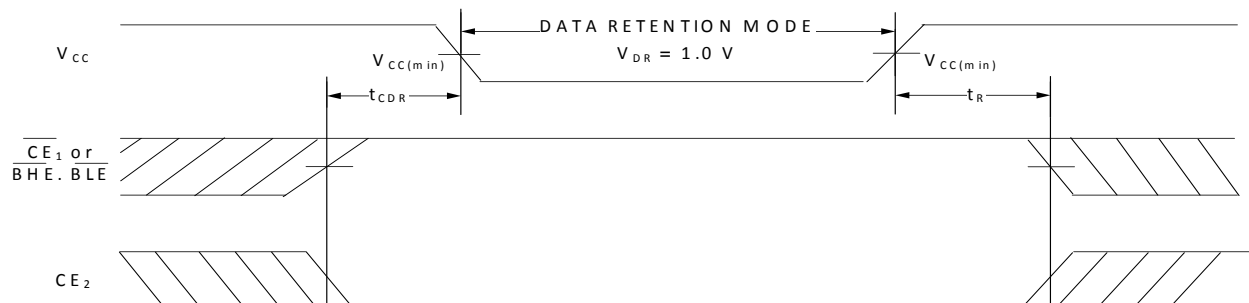 DATA RETENTION MODE
VCC
VCC(min)
VDR = 1.0 V
VCC(min)
tCDR
tR
CE1 or
BHE. BLE
CE2